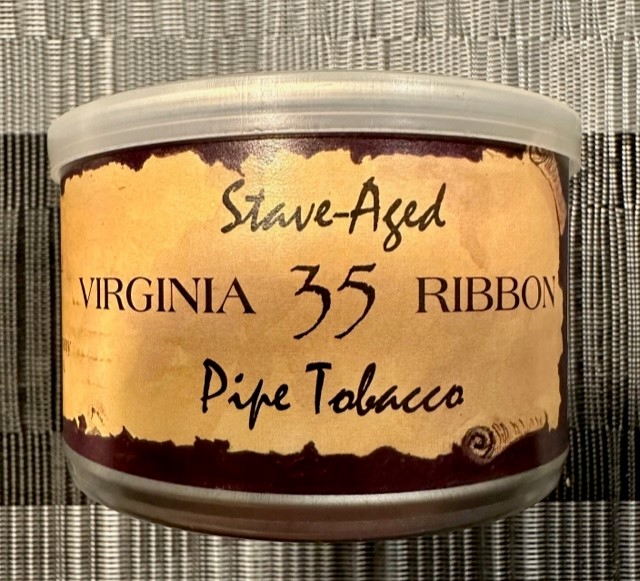 Stave-Aged
VIRGINIA 35 RIBBON
Pipe Tobacco